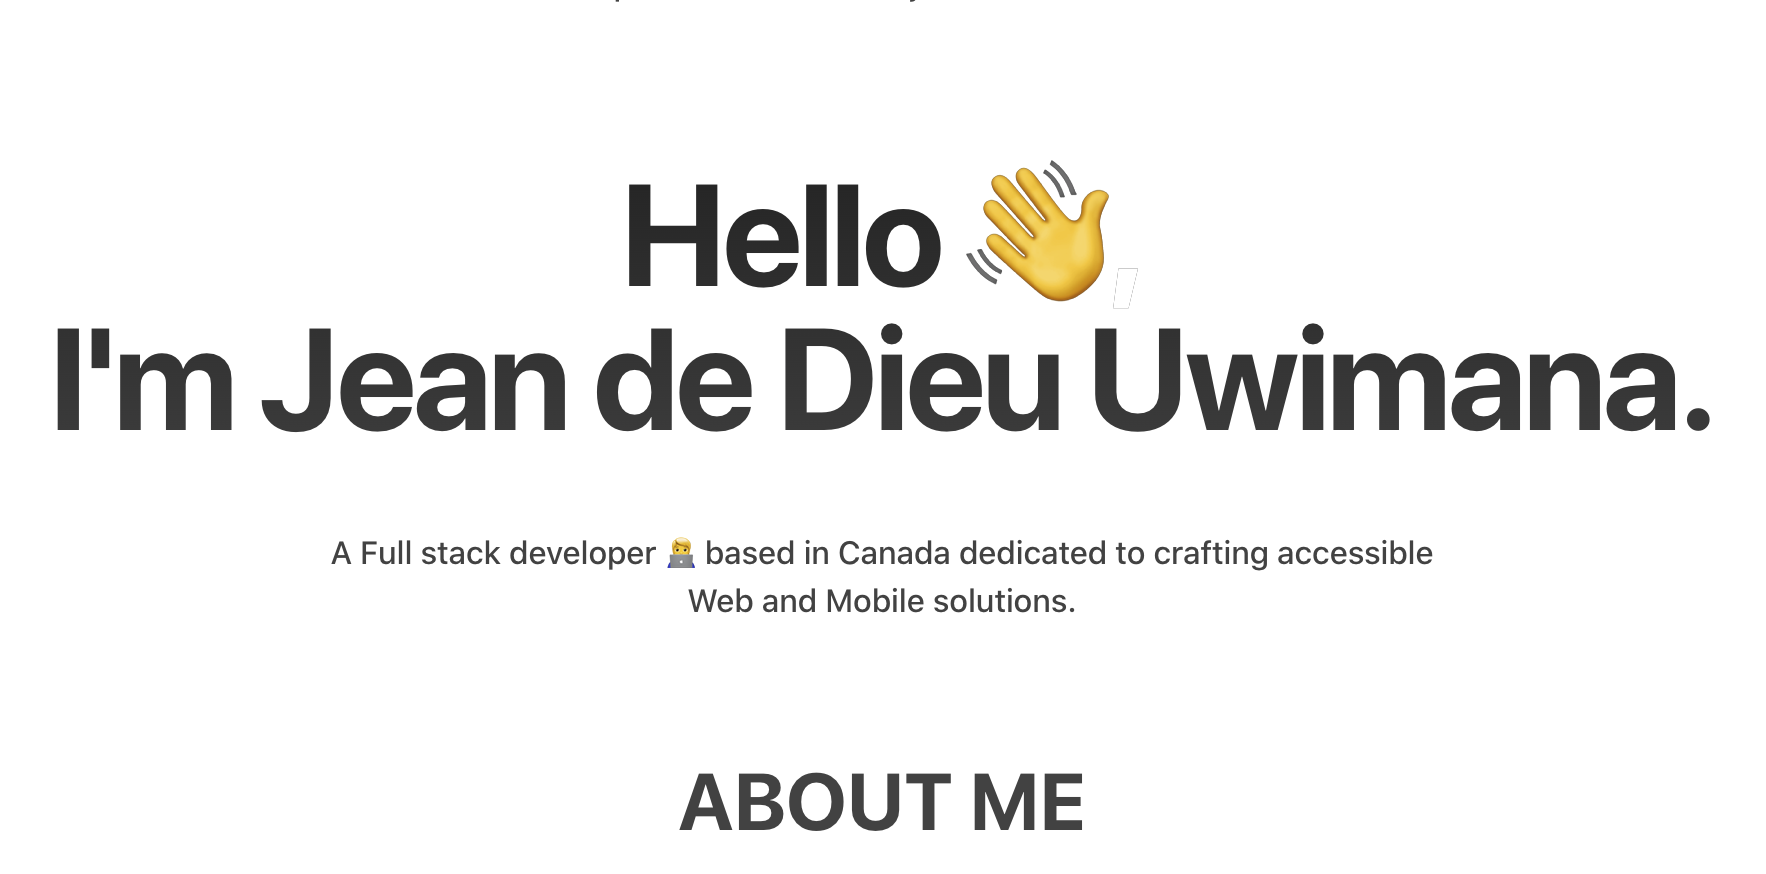 Hello 👋,
I'm Jean de Dieu Uwimana.
A Full stack developer 🧑‍💻 based in Canada dedicated to crafting accessible
Web and Mobile solutions.
ABOUT ME